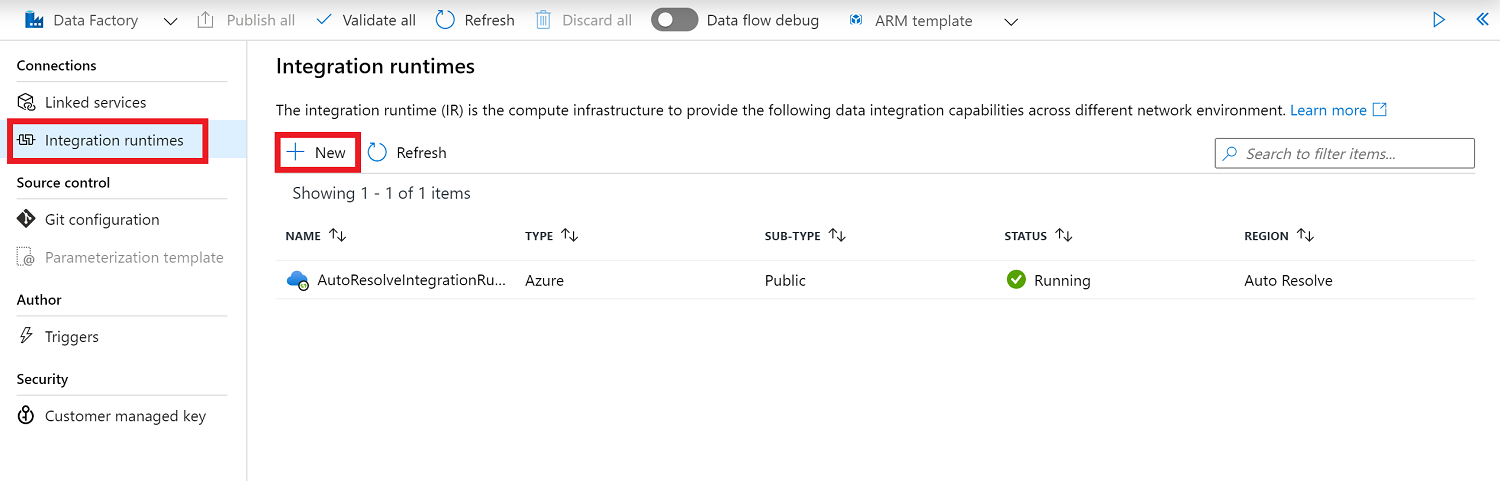 Data Factory Publish all Validate all Refresh Discard all Data flow debug ARM template
Connections
Linked services
Integration runtimes
Source control
Git configuration
Parameterization template
Author
Triggers
Security
Customer managed key
Integration runtimes
The integration runtime (IR) is the compute infrastructure to provide the following data integration capabilities across different network environment. Learn more
New Refresh Search to filter items...
Showing 1 - 1 of 1 items
NAME TYPE SUB-TYPE STATUS REGION
AutoResolveIntegrationRu... Azure Public Running Auto Resolve